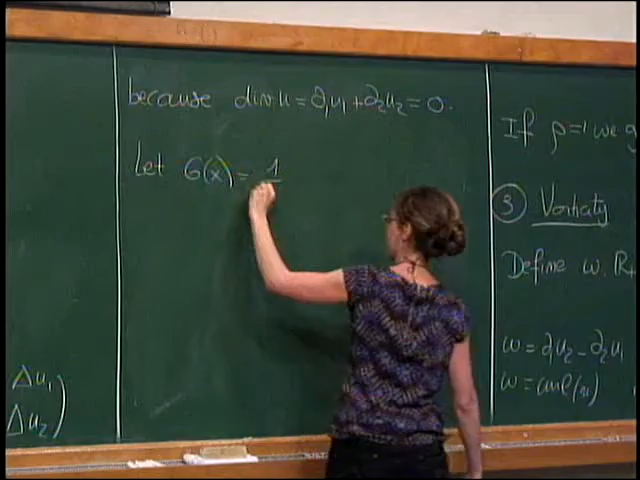 because div u = ∂₁u₁ + ∂₂u₂ = 0.
Let G(x) = 1
Δu₁
Δu₂
If ρ=1 we
③ Vorticity
Define ω: R₊
ω = ∂₁u₂ - ∂₂u₁
ω = curl(u)